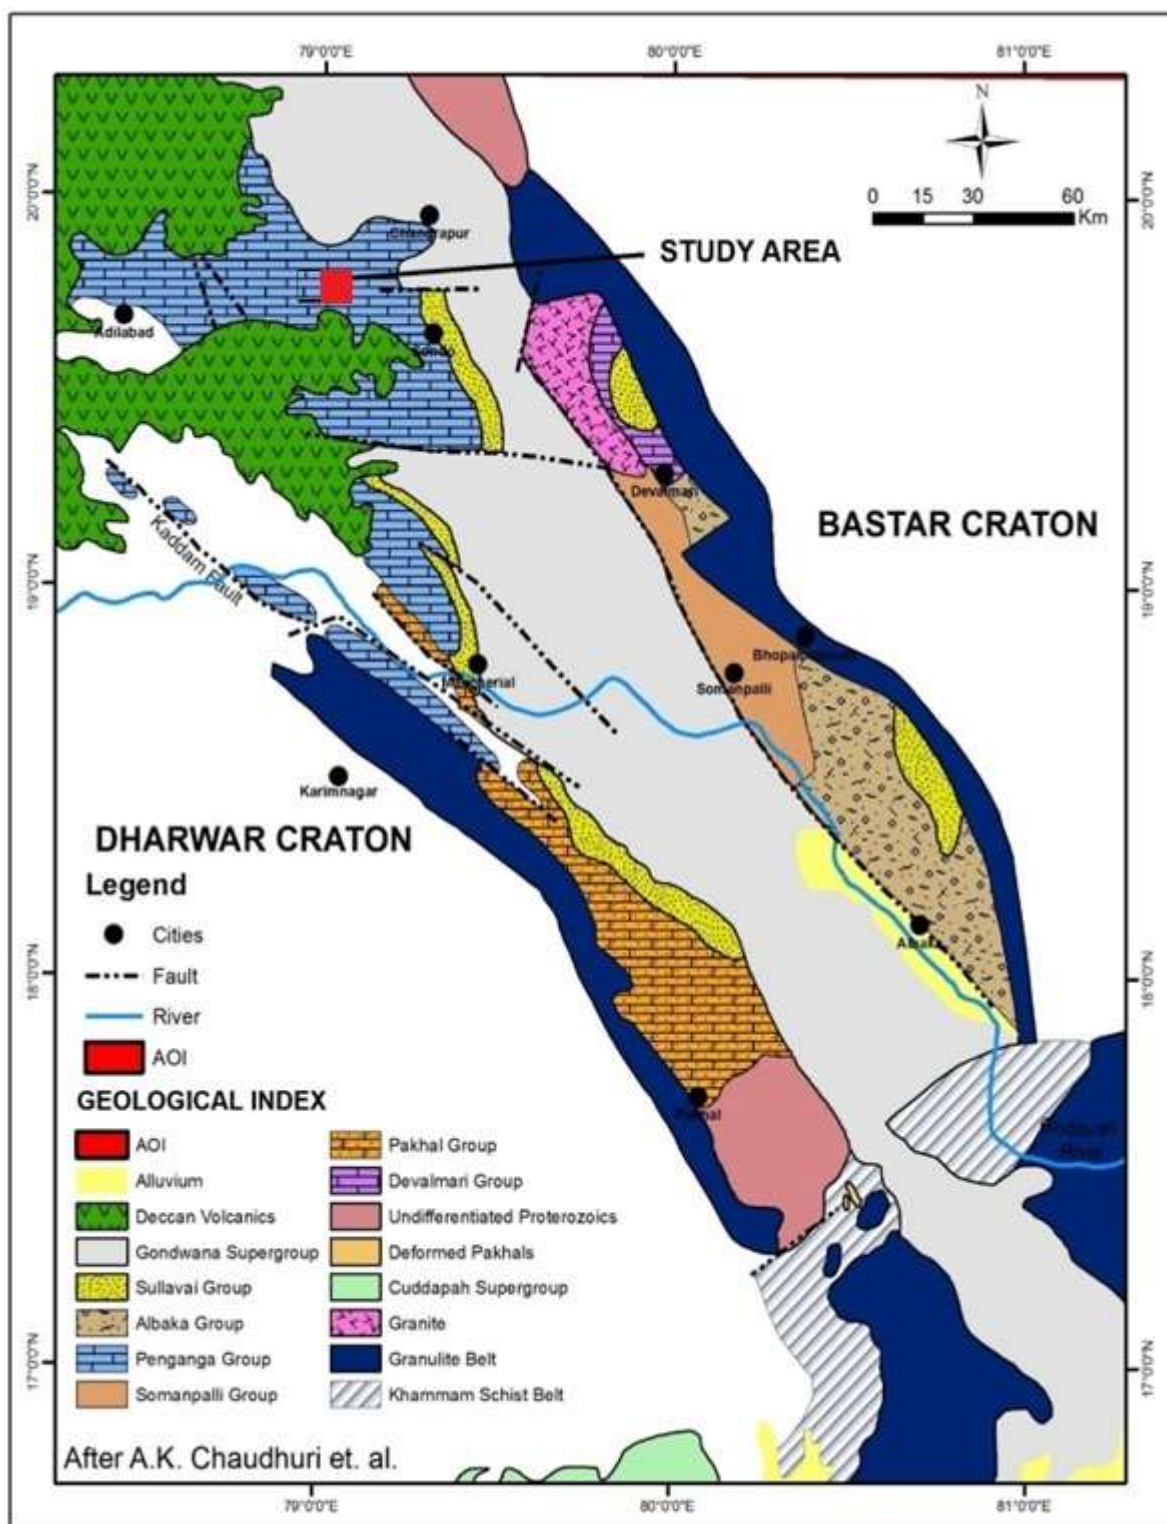 79°0'0"E 80°0'0"E 81°0'0"E
N
20°0'0"N
20°0'0"N
0 15 30 60
Km
Chandrapur
STUDY AREA
Adilabad
Devalmari
BASTAR CRATON
Kaddam Fault
19°0'0"N
19°0'0"N
Somanpalli
Karimnagar
DHARWAR CRATON
Legend
Cities
Fault
River
AOI
18°0'0"N
18°0'0"N
Albaka
GEOLOGICAL INDEX
AOI
Alluvium
Deccan Volcanics
Gondwana Supergroup
Sullavai Group
Albaka Group
Penganga Group
Somanpalli Group
Pakhal Group
Devalmari Group
Undifferentiated Proterozoics
Deformed Pakhals
Cuddapah Supergroup
Granite
Granulite Belt
Khammam Schist Belt
Pakhal
Godavari
River
17°0'0"N
17°0'0"N
After A.K. Chaudhuri et. al.
79°0'0"E 80°0'0"E 81°0'0"E